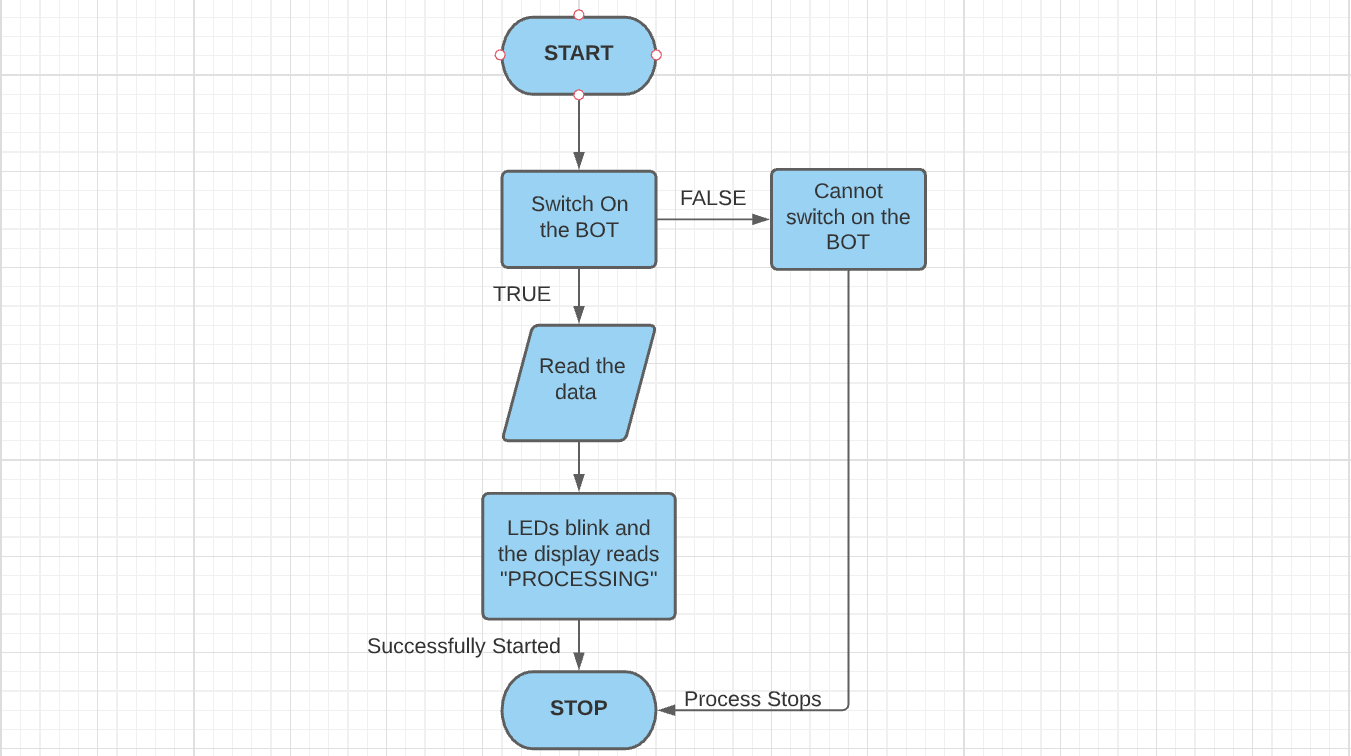 START
Switch On
the BOT
FALSE
Cannot
switch on the
BOT
TRUE
Read the
data
LEDs blink and
the display reads
"PROCESSING"
Successfully Started
STOP
Process Stops